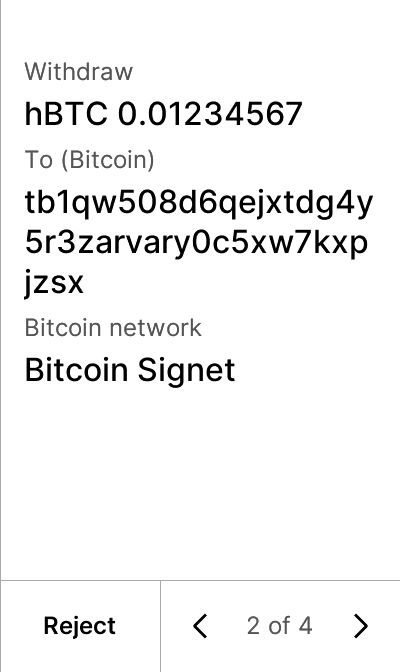 Withdraw
hBTC 0.01234567
To (Bitcoin)
tb1qw508d6qejxtdg4y
5r3zarvary0c5xw7kxp
jzsx
Bitcoin network
Bitcoin Signet
Reject
2 of 4